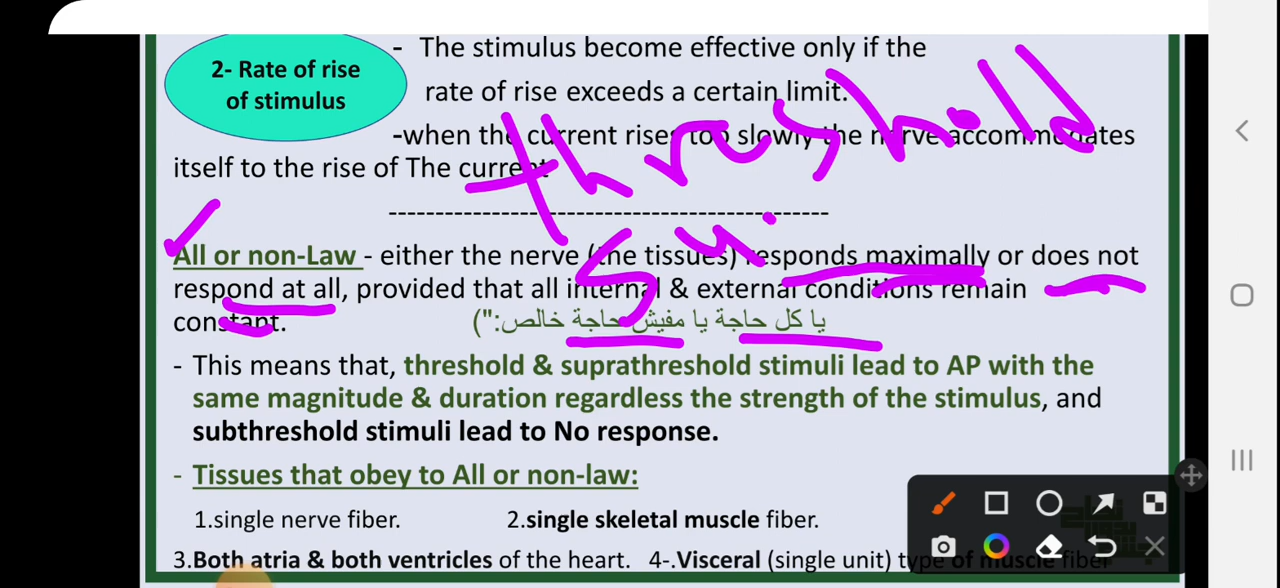 2- Rate of rise
of stimulus
- The stimulus become effective only if the
rate of rise exceeds a certain limit.
-when the current rises too slowly the nerve accommodates
itself to the rise of The current
-------------------------------------------------
All or non-Law - either the nerve (the tissues) responds maximally or does not
respond at all, provided that all internal & external conditions remain
constant.
يا كل حاجة يا مفيش حاجة خالص:")
- This means that, threshold & suprathreshold stimuli lead to AP with the
same magnitude & duration regardless the strength of the stimulus, and
subthreshold stimuli lead to No response.
- Tissues that obey to All or non-law:
1.single nerve fiber.
2.single skeletal muscle fiber.
3.Both atria & both ventricles of the heart.
4-.Visceral (single unit) type of muscle fiber
threshold